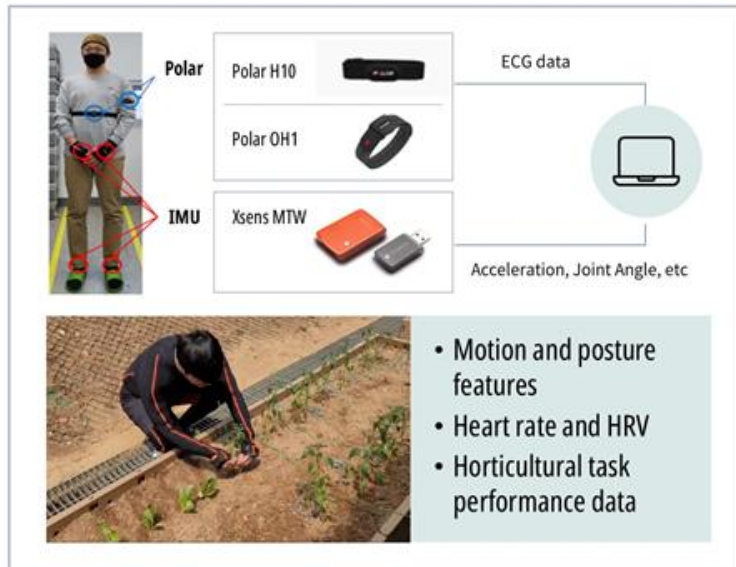 Polar
Polar H10
ECG data
Polar OH1
IMU
Xsens MTW
Acceleration, Joint Angle, etc
• Motion and posture
features
• Heart rate and HRV
• Horticultural task
performance data